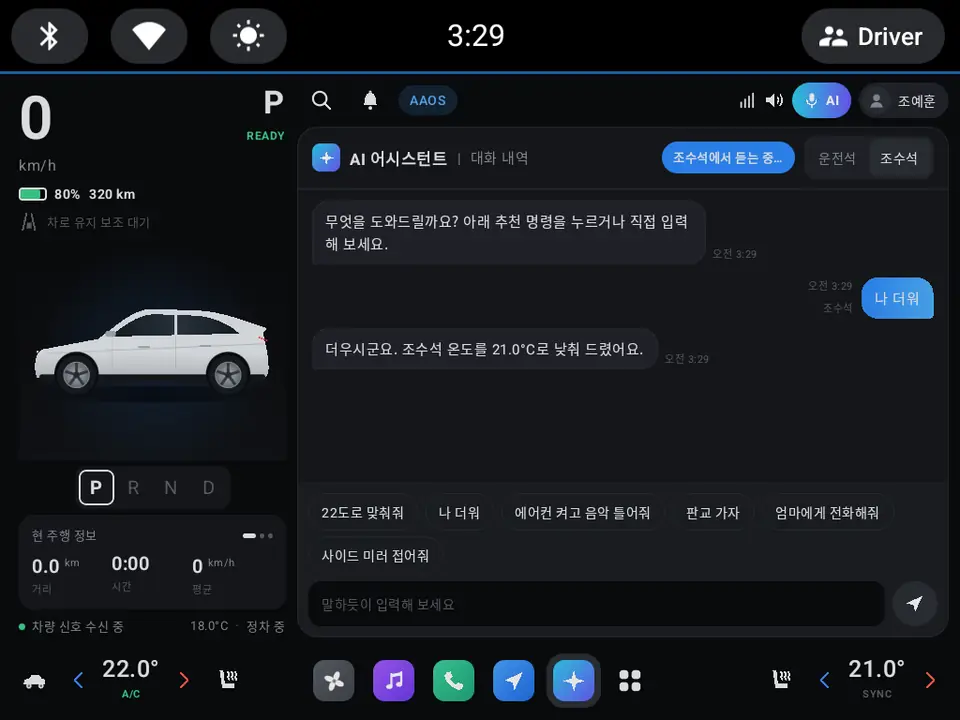 3:29
Driver
0
P
READY
km/h
80% 320 km
차로 유지 보조 대기
AAOS
AI
조예훈
AI 어시스턴트 | 대화 내역
조수석에서 듣는 중…
운전석
조수석
무엇을 도와드릴까요? 아래 추천 명령을 누르거나 직접 입력
해 보세요.
오전 3:29
오전 3:29
조수석
나 더워
더우시군요. 조수석 온도를 21.0°C로 낮춰 드렸어요.
오전 3:29
P R N D
현 주행 정보
0.0 km
거리
0:00
시간
0 km/h
평균
차량 신호 수신 중
18.0°C · 정차 중
22도로 맞춰줘
나 더워
에어컨 켜고 음악 틀어줘
판교 가자
엄마에게 전화해줘
사이드 미러 접어줘
말하듯이 입력해 보세요
22.0°
A/C
21.0°
SYNC